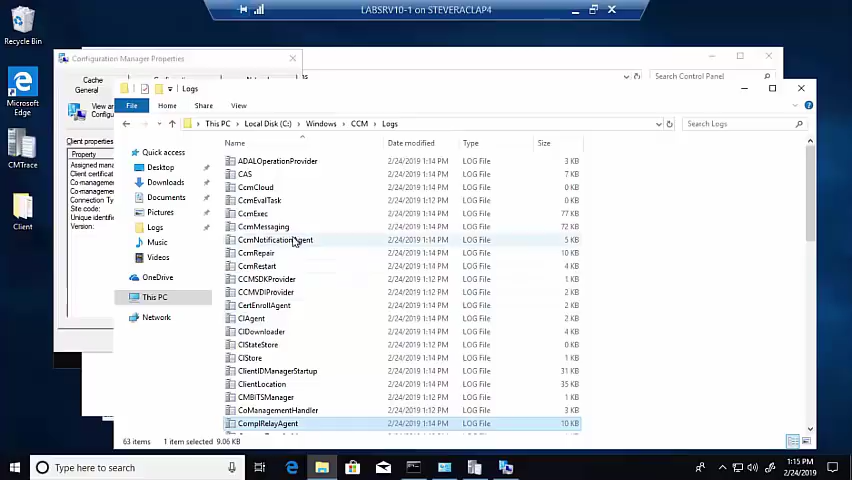 LABSRV10-1 on STEVERACLAP4
Recycle Bin
Microsoft
Edge
CMTrace
Client
Configuration Manager Properties
Cache
General
Client properties:
Property
Assigned mana
Client certificat
Co-management
Co-management
Connection Ty
Site code:
Unique identifie
Version:
Search Control Panel
Logs
File
Home
Share
View
This PC
Local Disk (C:)
Windows
CCM
Logs
Search Logs
Quick access
Desktop
Downloads
Documents
Pictures
Logs
Music
Videos
OneDrive
This PC
Network
Name Date modified Type Size
ADALOperationProvider 2/24/2019 1:14 PM LOG File 3 KB
CAS 2/24/2019 1:14 PM LOG File 7 KB
CcmCloud 2/24/2019 1:12 PM LOG File 0 KB
CcmEvalTask 2/24/2019 1:12 PM LOG File 0 KB
CcmExec 2/24/2019 1:14 PM LOG File 77 KB
CcmMessaging 2/24/2019 1:14 PM LOG File 72 KB
CcmNotificationAgent 2/24/2019 1:14 PM LOG File 5 KB
CcmRepair 2/24/2019 1:12 PM LOG File 10 KB
CcmRestart 2/24/2019 1:14 PM LOG File 4 KB
CCMSDKProvider 2/24/2019 1:14 PM LOG File 2 KB
CCMVDIProvider 2/24/2019 1:14 PM LOG File 2 KB
CertEnrollAgent 2/24/2019 1:14 PM LOG File 2 KB
CIAgent 2/24/2019 1:14 PM LOG File 2 KB
CIDownloader 2/24/2019 1:14 PM LOG File 2 KB
CIStateStore 2/24/2019 1:12 PM LOG File 2 KB
CIStore 2/24/2019 1:14 PM LOG File 1 KB
ClientIDManagerStartup 2/24/2019 1:14 PM LOG File 31 KB
ClientLocation 2/24/2019 1:14 PM LOG File 35 KB
CMBITSManager 2/24/2019 1:14 PM LOG File 2 KB
CoManagementHandler 2/24/2019 1:12 PM LOG File 3 KB
ComplRelayAgent 2/24/2019 1:14 PM LOG File 10 KB
63 items 1 item selected 9.06 KB
Type here to search
1:15 PM
2/24/2019